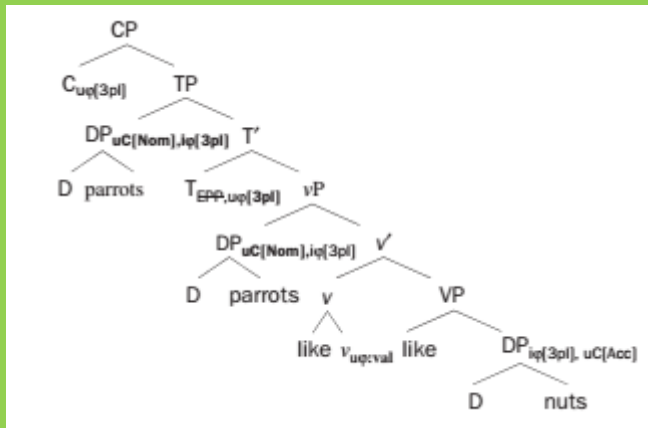 CP
Cuφ[3pl] TP
DPuC[Nom],iφ[3pl] T′
D parrots TEPP,uφ[3pl] vP
DPuC[Nom],iφ[3pl] v′
D parrots v VP
like vuφ:val like DPiφ[3pl], uC[Acc]
D nuts